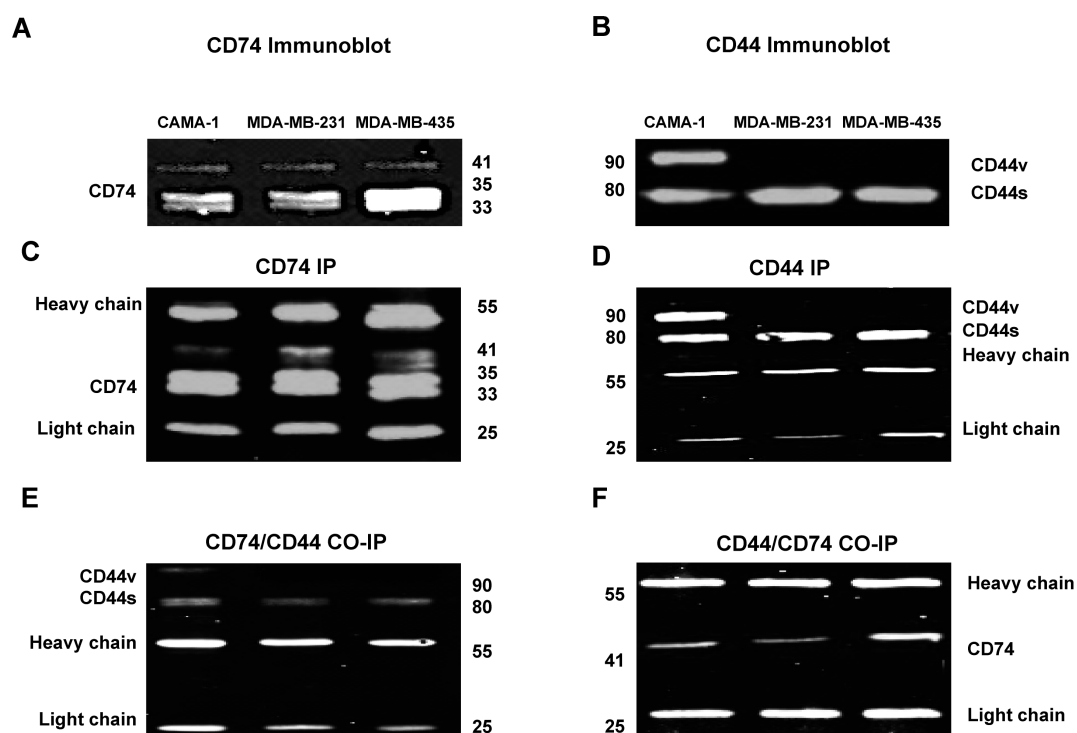 A
CD74 Immunoblot
CAMA-1 MDA-MB-231 MDA-MB-435
CD74
41
35
33
B
CD44 Immunoblot
CAMA-1 MDA-MB-231 MDA-MB-435
90
80
CD44v
CD44s
C
CD74 IP
Heavy chain
CD74
Light chain
55
41
35
33
25
D
CD44 IP
90
80
55
25
CD44v
CD44s
Heavy chain
Light chain
E
CD74/CD44 CO-IP
CD44v
CD44s
Heavy chain
Light chain
90
80
55
25
F
CD44/CD74 CO-IP
55
41
25
Heavy chain
CD74
Light chain